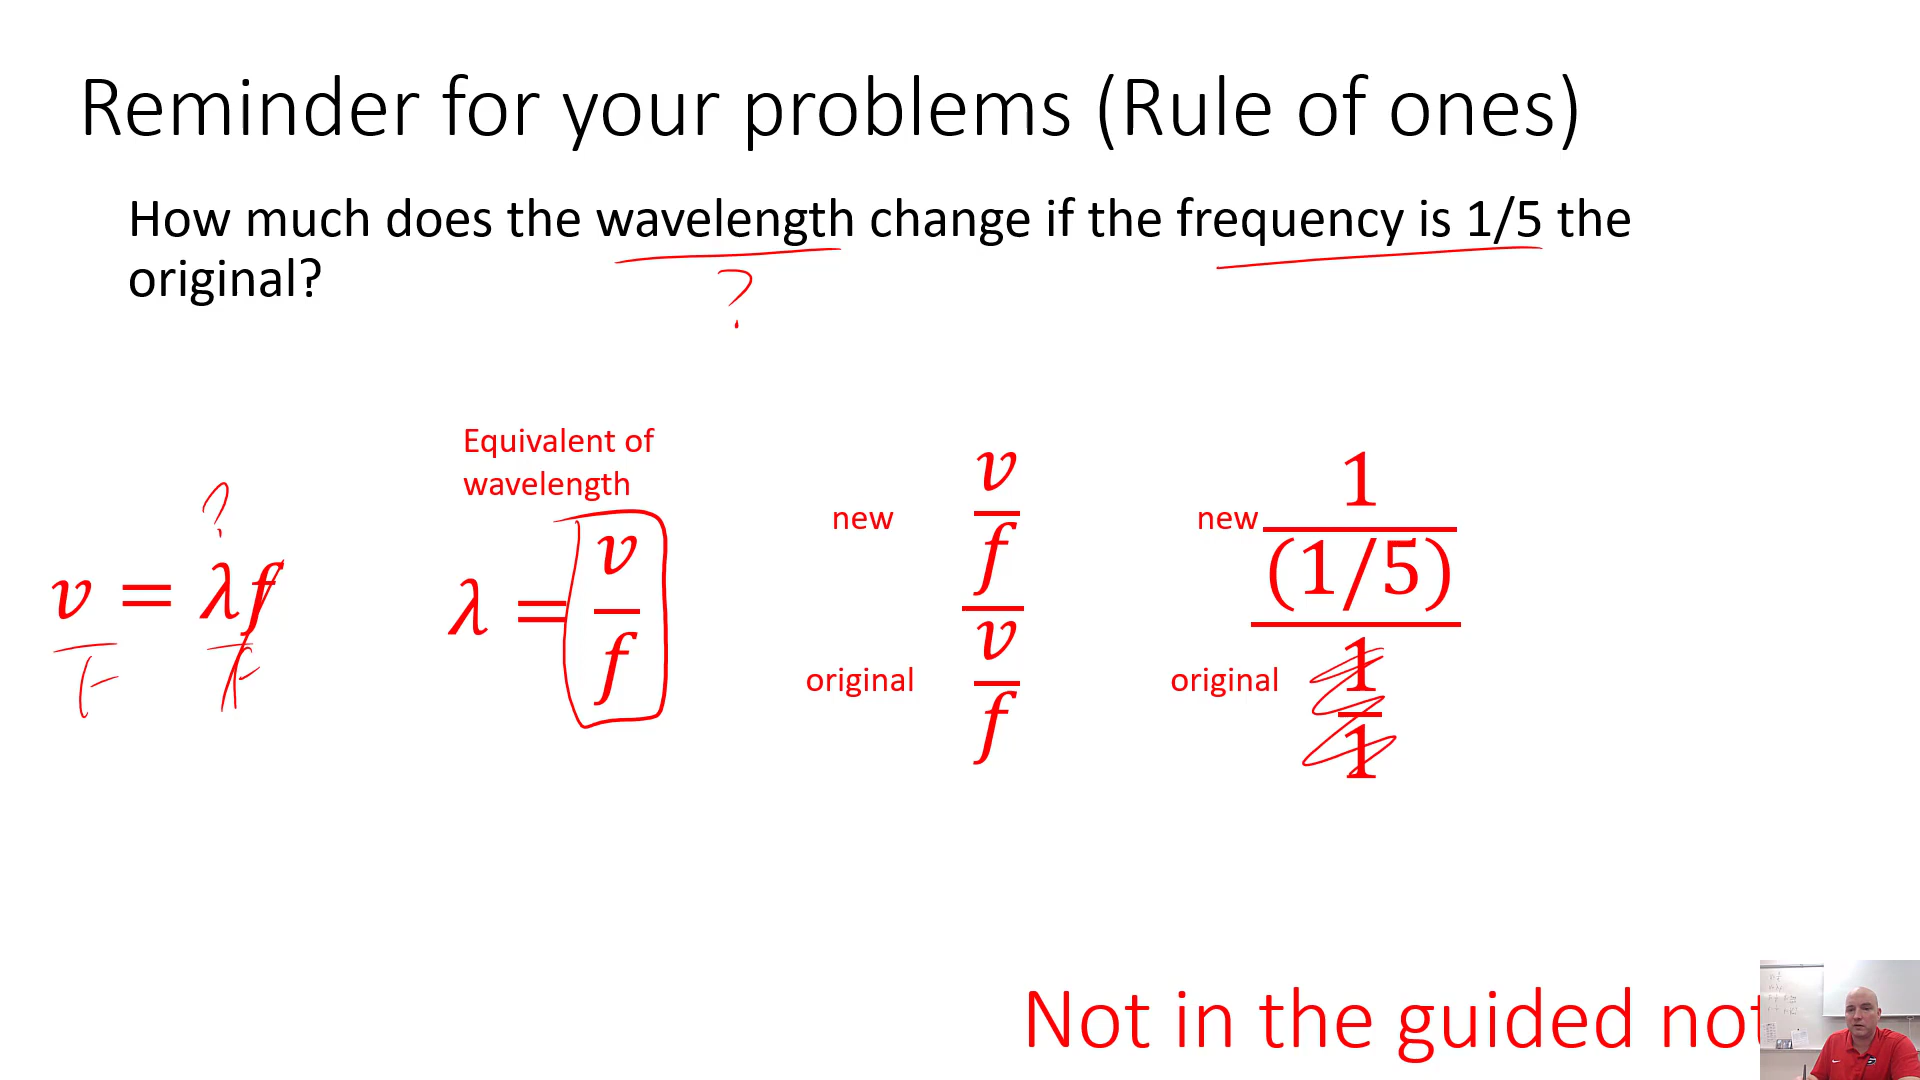 Reminder for your problems (Rule of ones)
How much does the wavelength change if the frequency is 1/5 the
original?
?
Equivalent of
wavelength
?
v = λf
F F
λ = v/f
new v/f
original v/f
new 1/(1/5)
original 1/1
Not in the guided